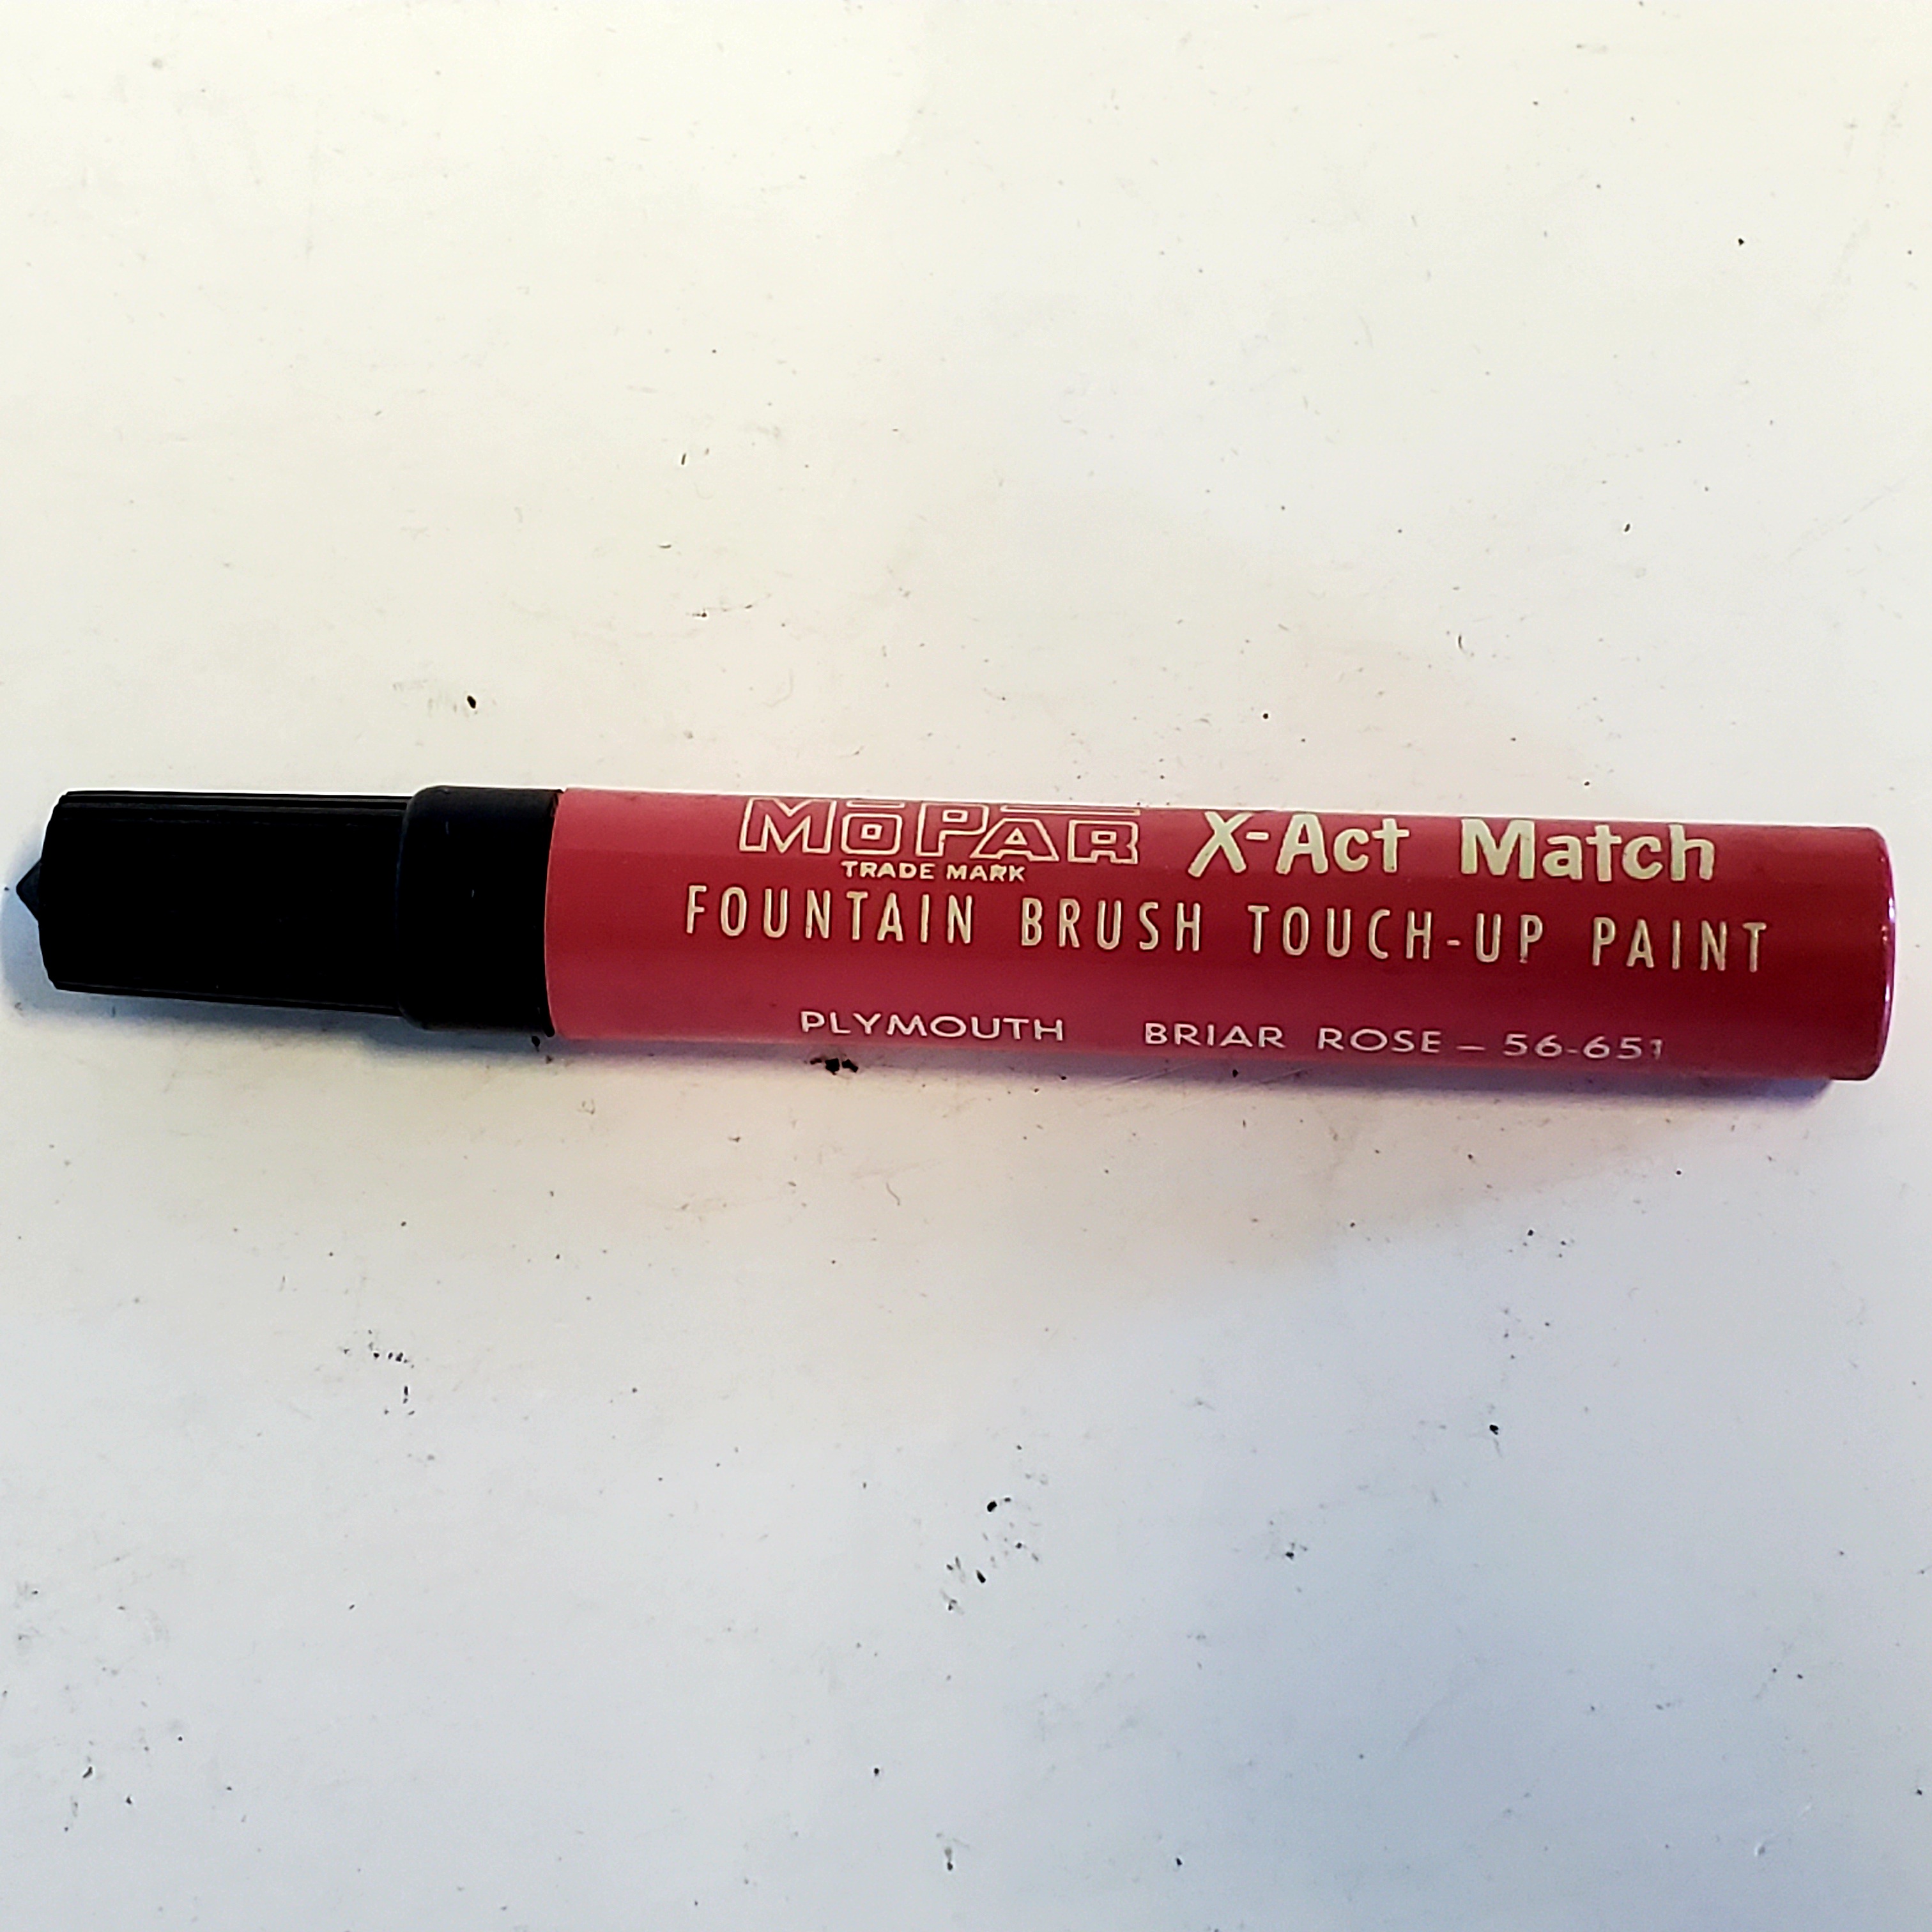 MOPAR X-Act Match
TRADE MARK
FOUNTAIN BRUSH TOUCH-UP PAINT
PLYMOUTH BRIAR ROSE — 56-651